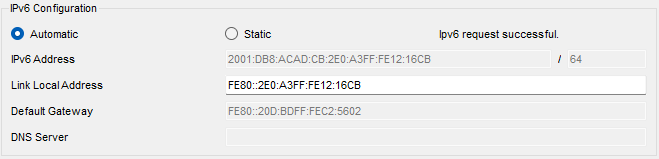 IPv6 Configuration
Automatic Static Ipv6 request successful.
IPv6 Address 2001:DB8:ACAD:CB:2E0:A3FF:FE12:16CB / 64
Link Local Address FE80::2E0:A3FF:FE12:16CB
Default Gateway FE80::20D:BDFF:FEC2:5602
DNS Server